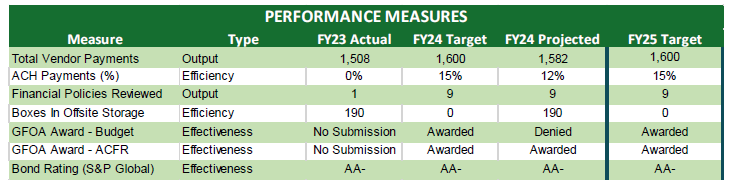 PERFORMANCE MEASURES
Measure Type FY23 Actual FY24 Target FY24 Projected FY25 Target
Total Vendor Payments Output 1,508 1,600 1,582 1,600
ACH Payments (%) Efficiency 0% 15% 12% 15%
Financial Policies Reviewed Output 1 9 9 9
Boxes In Offsite Storage Efficiency 190 0 190 0
GFOA Award - Budget Effectiveness No Submission Awarded Denied Awarded
GFOA Award - ACFR Effectiveness No Submission Awarded Awarded Awarded
Bond Rating (S&P Global) Effectiveness AA- AA- AA- AA-